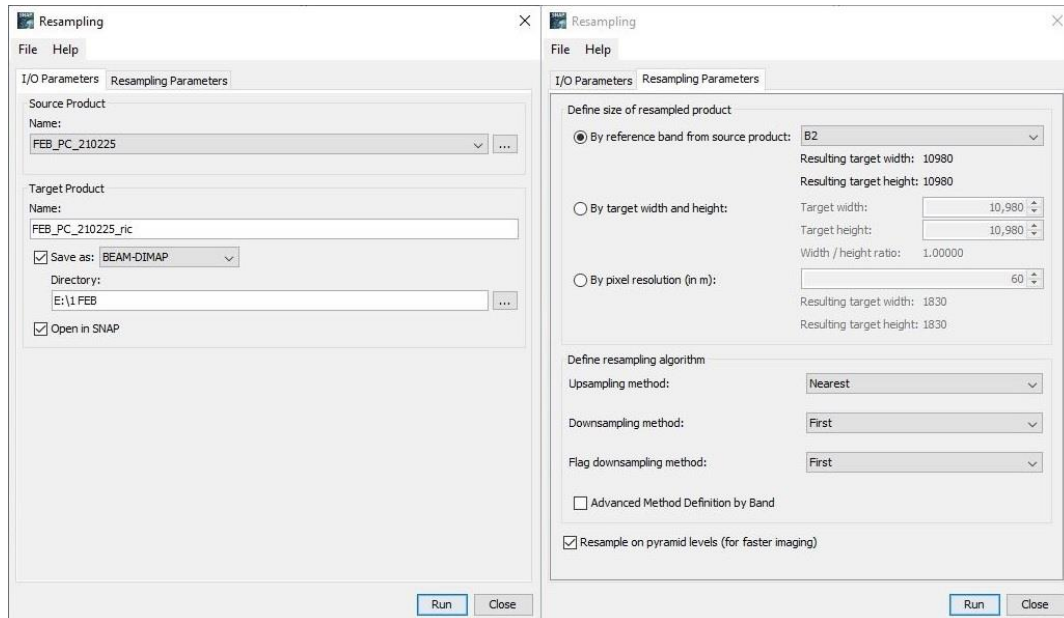 Resampling
File Help
I/O Parameters Resampling Parameters
Source Product
Name:
FEB_PC_210225
...
Target Product
Name:
FEB_PC_210225_ric
Save as: BEAM-DIMAP
Directory:
E:\1 FEB
...
Open in SNAP
Run Close
Resampling
File Help
I/O Parameters Resampling Parameters
Define size of resampled product
By reference band from source product: B2
Resulting target width: 10980
Resulting target height: 10980
By target width and height: Target width: 10,980
Target height: 10,980
Width / height ratio: 1.00000
By pixel resolution (in m): 60
Resulting target width: 1830
Resulting target height: 1830
Define resampling algorithm
Upsampling method: Nearest
Downsampling method: First
Flag downsampling method: First
Advanced Method Definition by Band
Resample on pyramid levels (for faster imaging)
Run Close